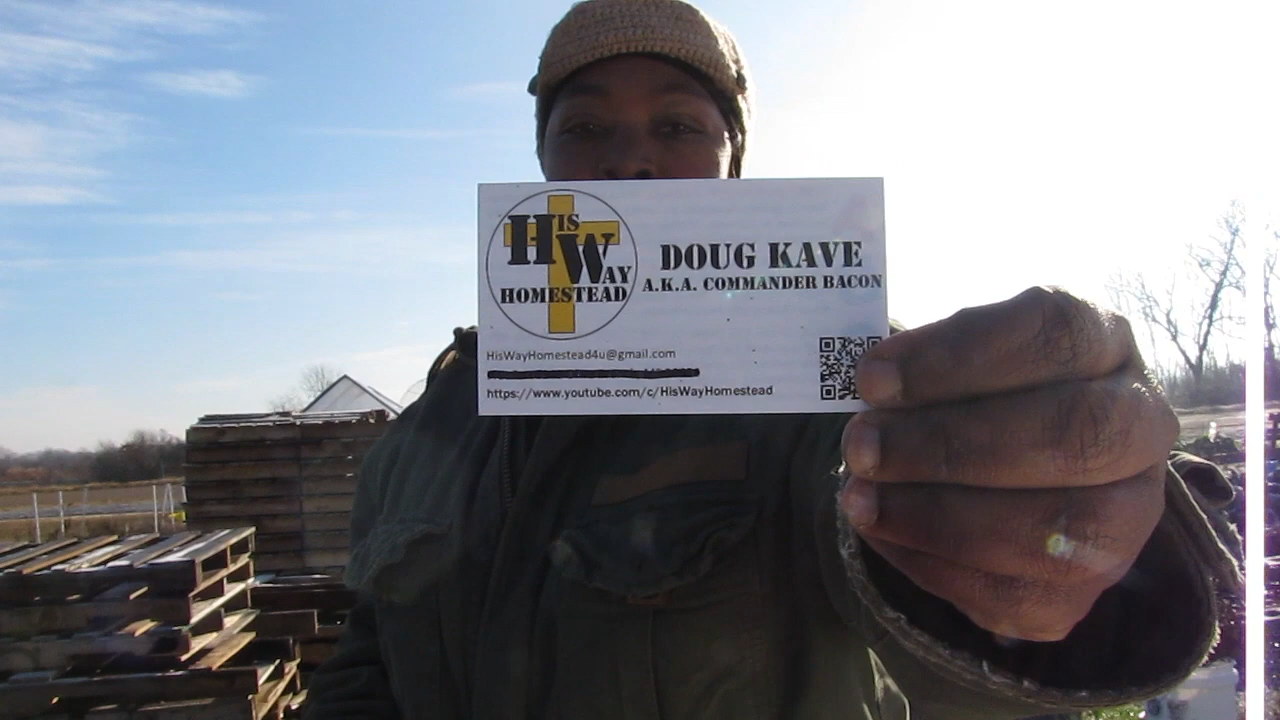 HIS
WAY
HOMESTEAD
DOUG KAVE
A.K.A. COMMANDER BACON
HisWayHomestead4u@gmail.com
https://www.youtube.com/c/HisWayHomestead